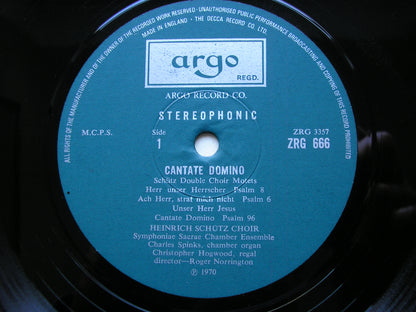 ALL RIGHTS OF THE MANUFACTURER AND OF THE OWNER OF THE RECORDED WORK RESERVED · UNAUTHORISED PUBLIC PERFORMANCE BROADCASTING AND COPYING OF THIS RECORD PROHIBITED
MADE IN ENGLAND · THE DECCA RECORD CO. LTD.
argo
REGD.
ARGO RECORD CO.
STEREOPHONIC
M.C.P.S.
Side
1
ZRG 3357
ZRG 666
CANTATE DOMINO
Schütz Double Choir Motets
Herr unser Herrscher Psalm 8
Ach Herr, straf mich nicht Psalm 6
Unser Herr Jesus
Cantate Domino Psalm 96
HEINRICH SCHUTZ CHOIR
Symphoniae Sacrae Chamber Ensemble
Charles Spinks, chamber organ
Christopher Hogwood, regal
director—Roger Norrington
℗ 1970